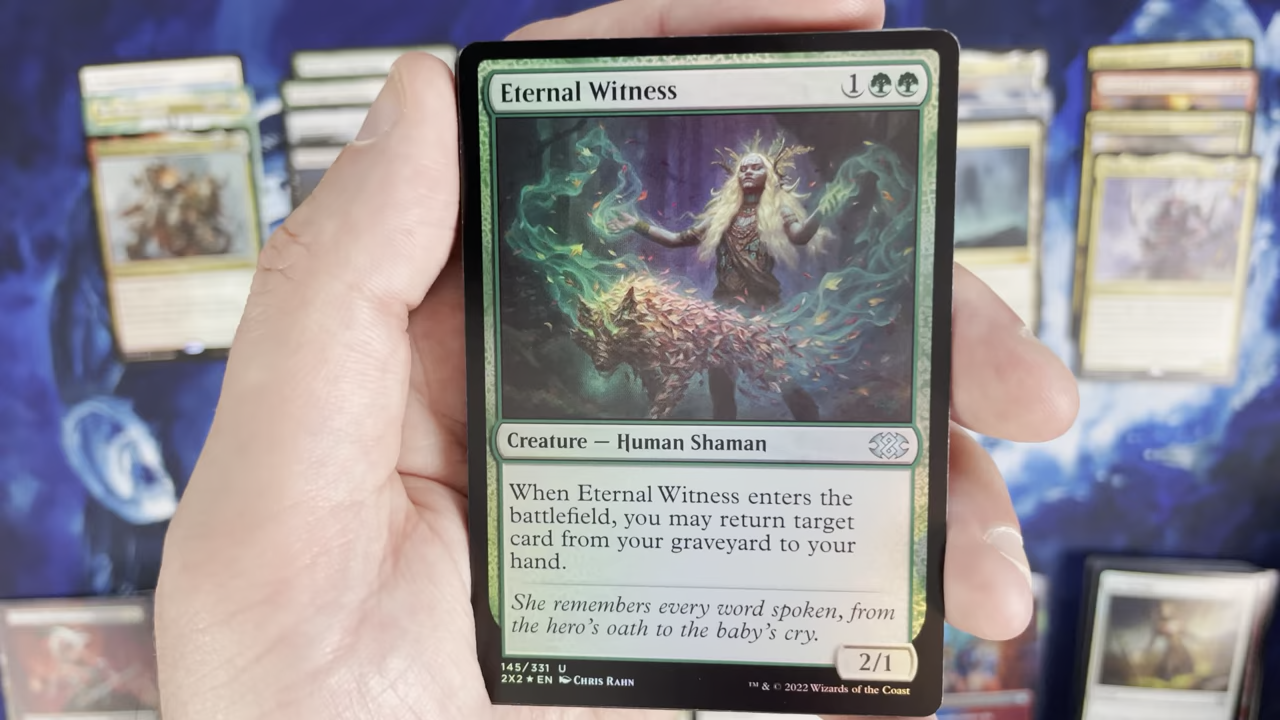 Eternal Witness 1
Creature — Human Shaman
When Eternal Witness enters the
battlefield, you may return target
card from your graveyard to your
hand.
She remembers every word spoken, from
the hero's oath to the baby's cry.
2/1
145/331 U
2X2 ★ EN Chris Rahn
™ & © 2022 Wizards of the Coast